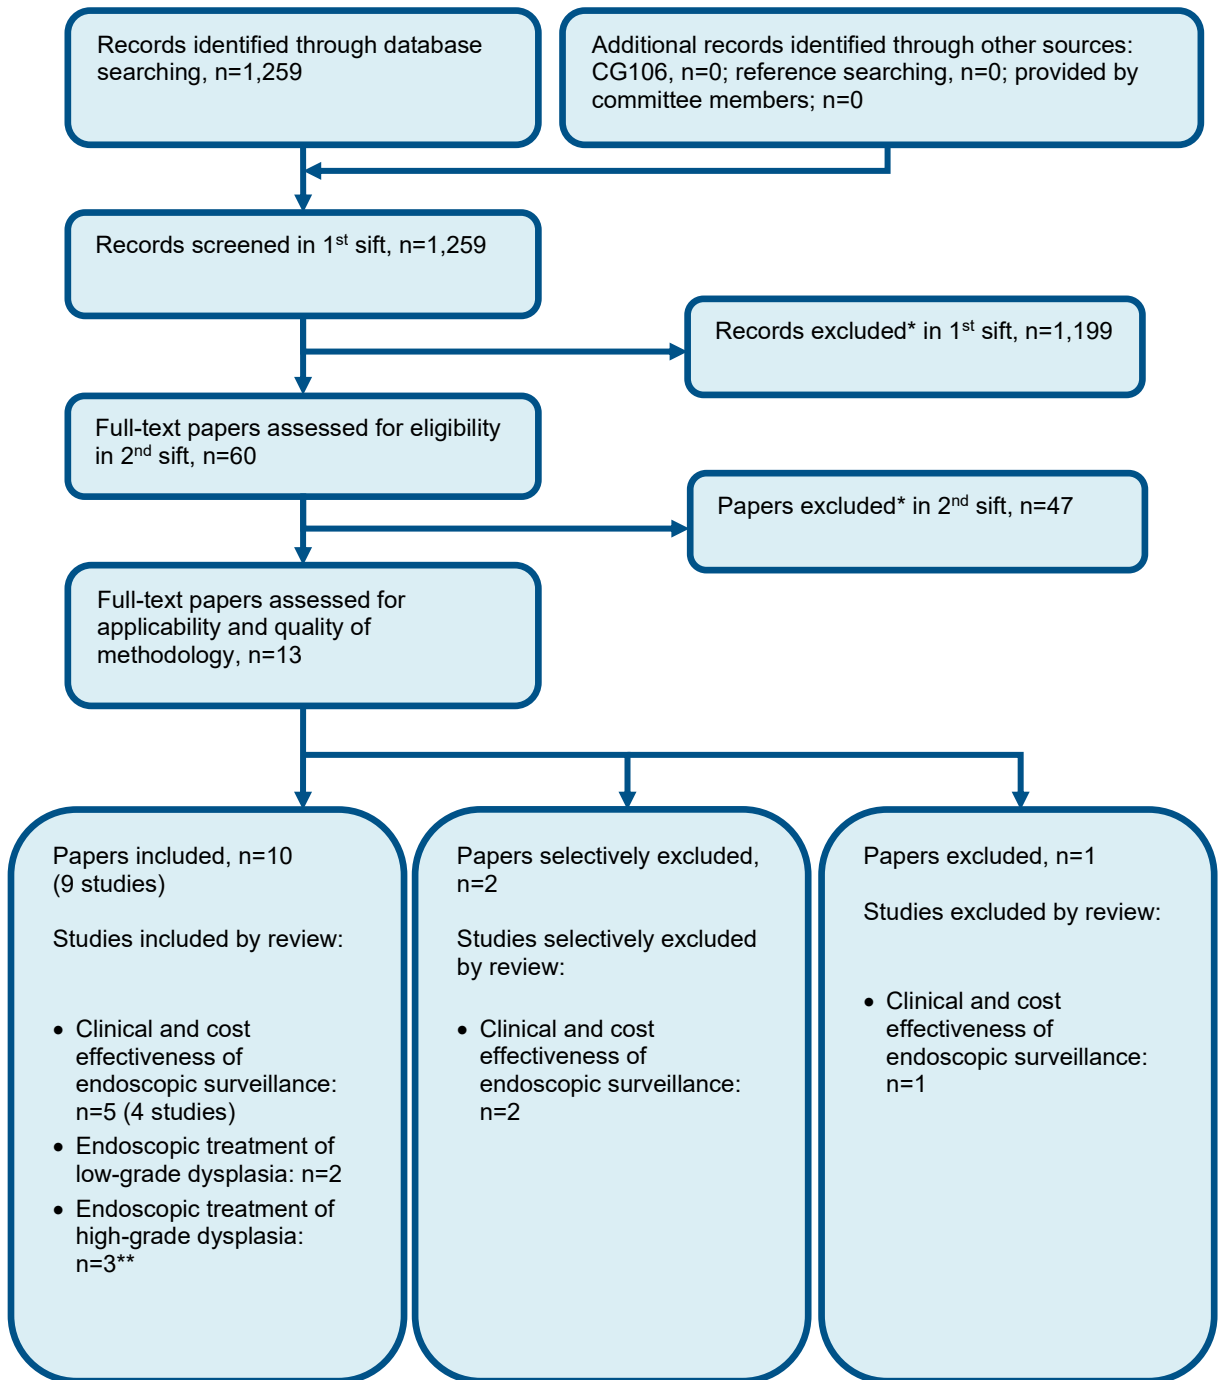 Records identified through database
searching, n=1,259
Additional records identified through other sources:
CG106, n=0; reference searching, n=0; provided by
committee members; n=0
Records screened in 1st sift, n=1,259
Records excluded* in 1st sift, n=1,199
Full-text papers assessed for eligibility
in 2nd sift, n=60
Papers excluded* in 2nd sift, n=47
Full-text papers assessed for
applicability and quality of
methodology, n=13
Papers included, n=10
(9 studies)
Studies included by review:
• Clinical and cost
effectiveness of
endoscopic surveillance:
n=5 (4 studies)
• Endoscopic treatment of
low-grade dysplasia: n=2
• Endoscopic treatment of
high-grade dysplasia:
n=3**
Papers selectively excluded,
n=2
Studies selectively excluded
by review:
• Clinical and cost
effectiveness of
endoscopic surveillance:
n=2
Papers excluded, n=1
Studies excluded by review:
• Clinical and cost
effectiveness of
endoscopic surveillance:
n=1